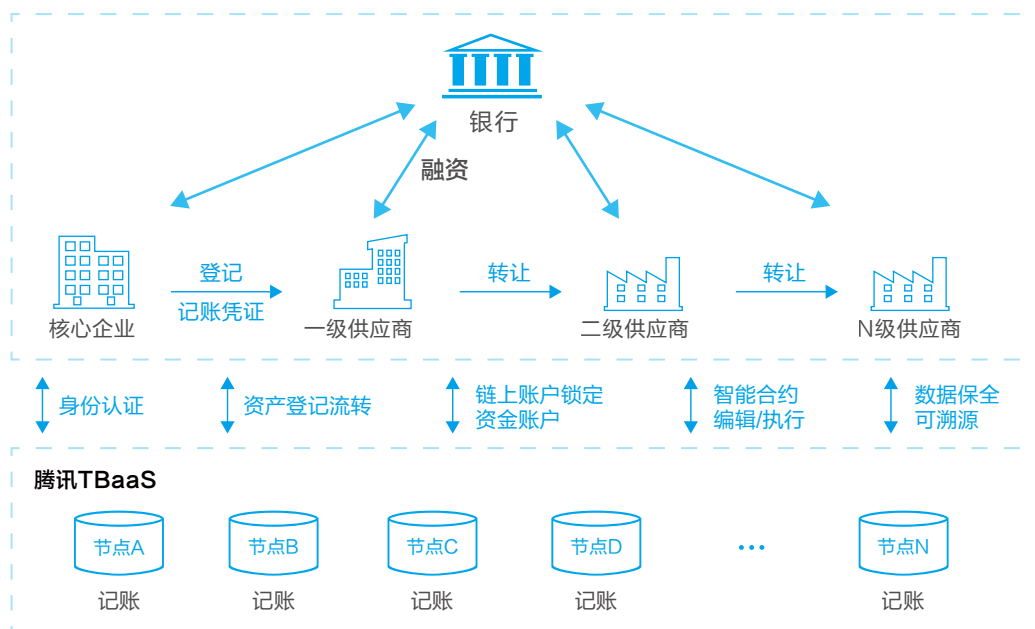 银行
融资
登记
记账凭证
转让
转让
核心企业
一级供应商
二级供应商
N级供应商
身份认证
资产登记流转
链上账户锁定
资金账户
智能合约
编辑/执行
数据保全
可溯源
腾讯TBaaS
节点A
节点B
节点C
节点D
...
节点N
记账
记账
记账
记账
记账